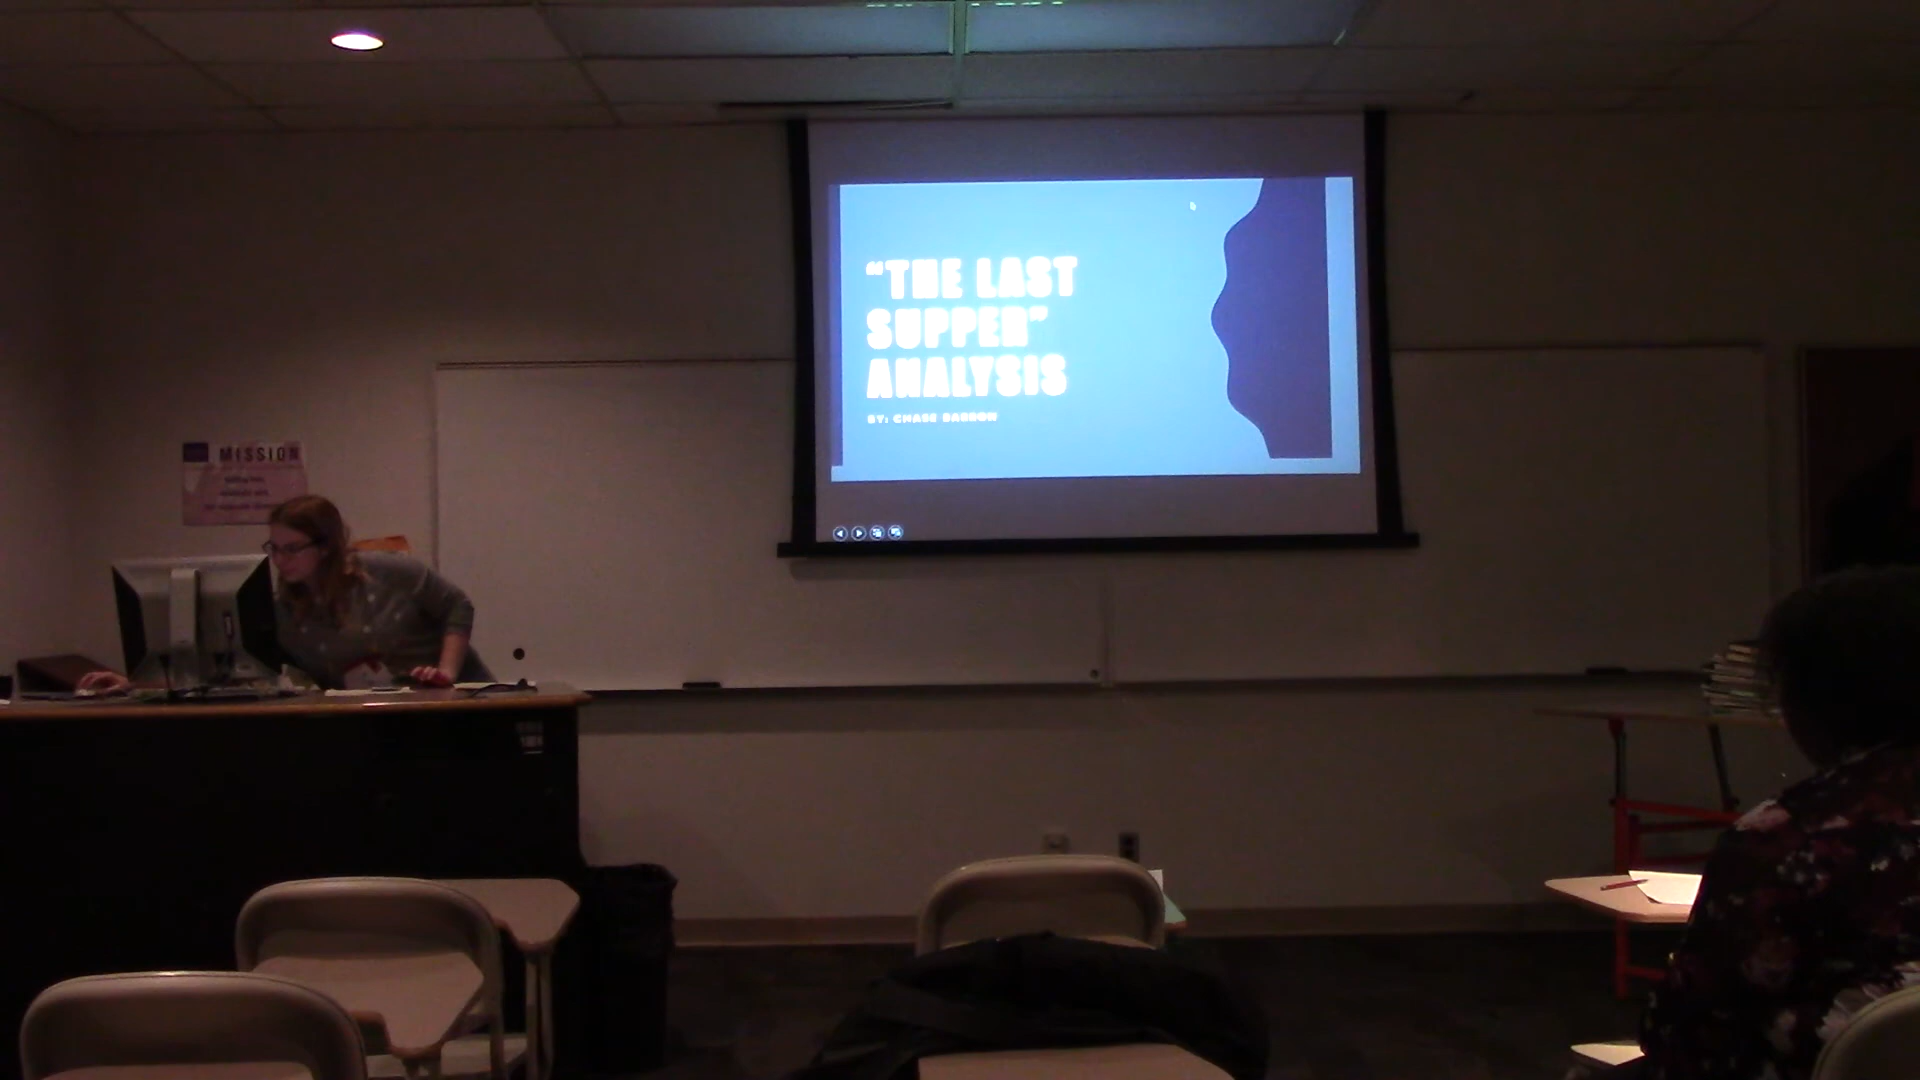 “THE LAST
SUPPER”
ANALYSIS
BY: CHASE BARROW
MISSION